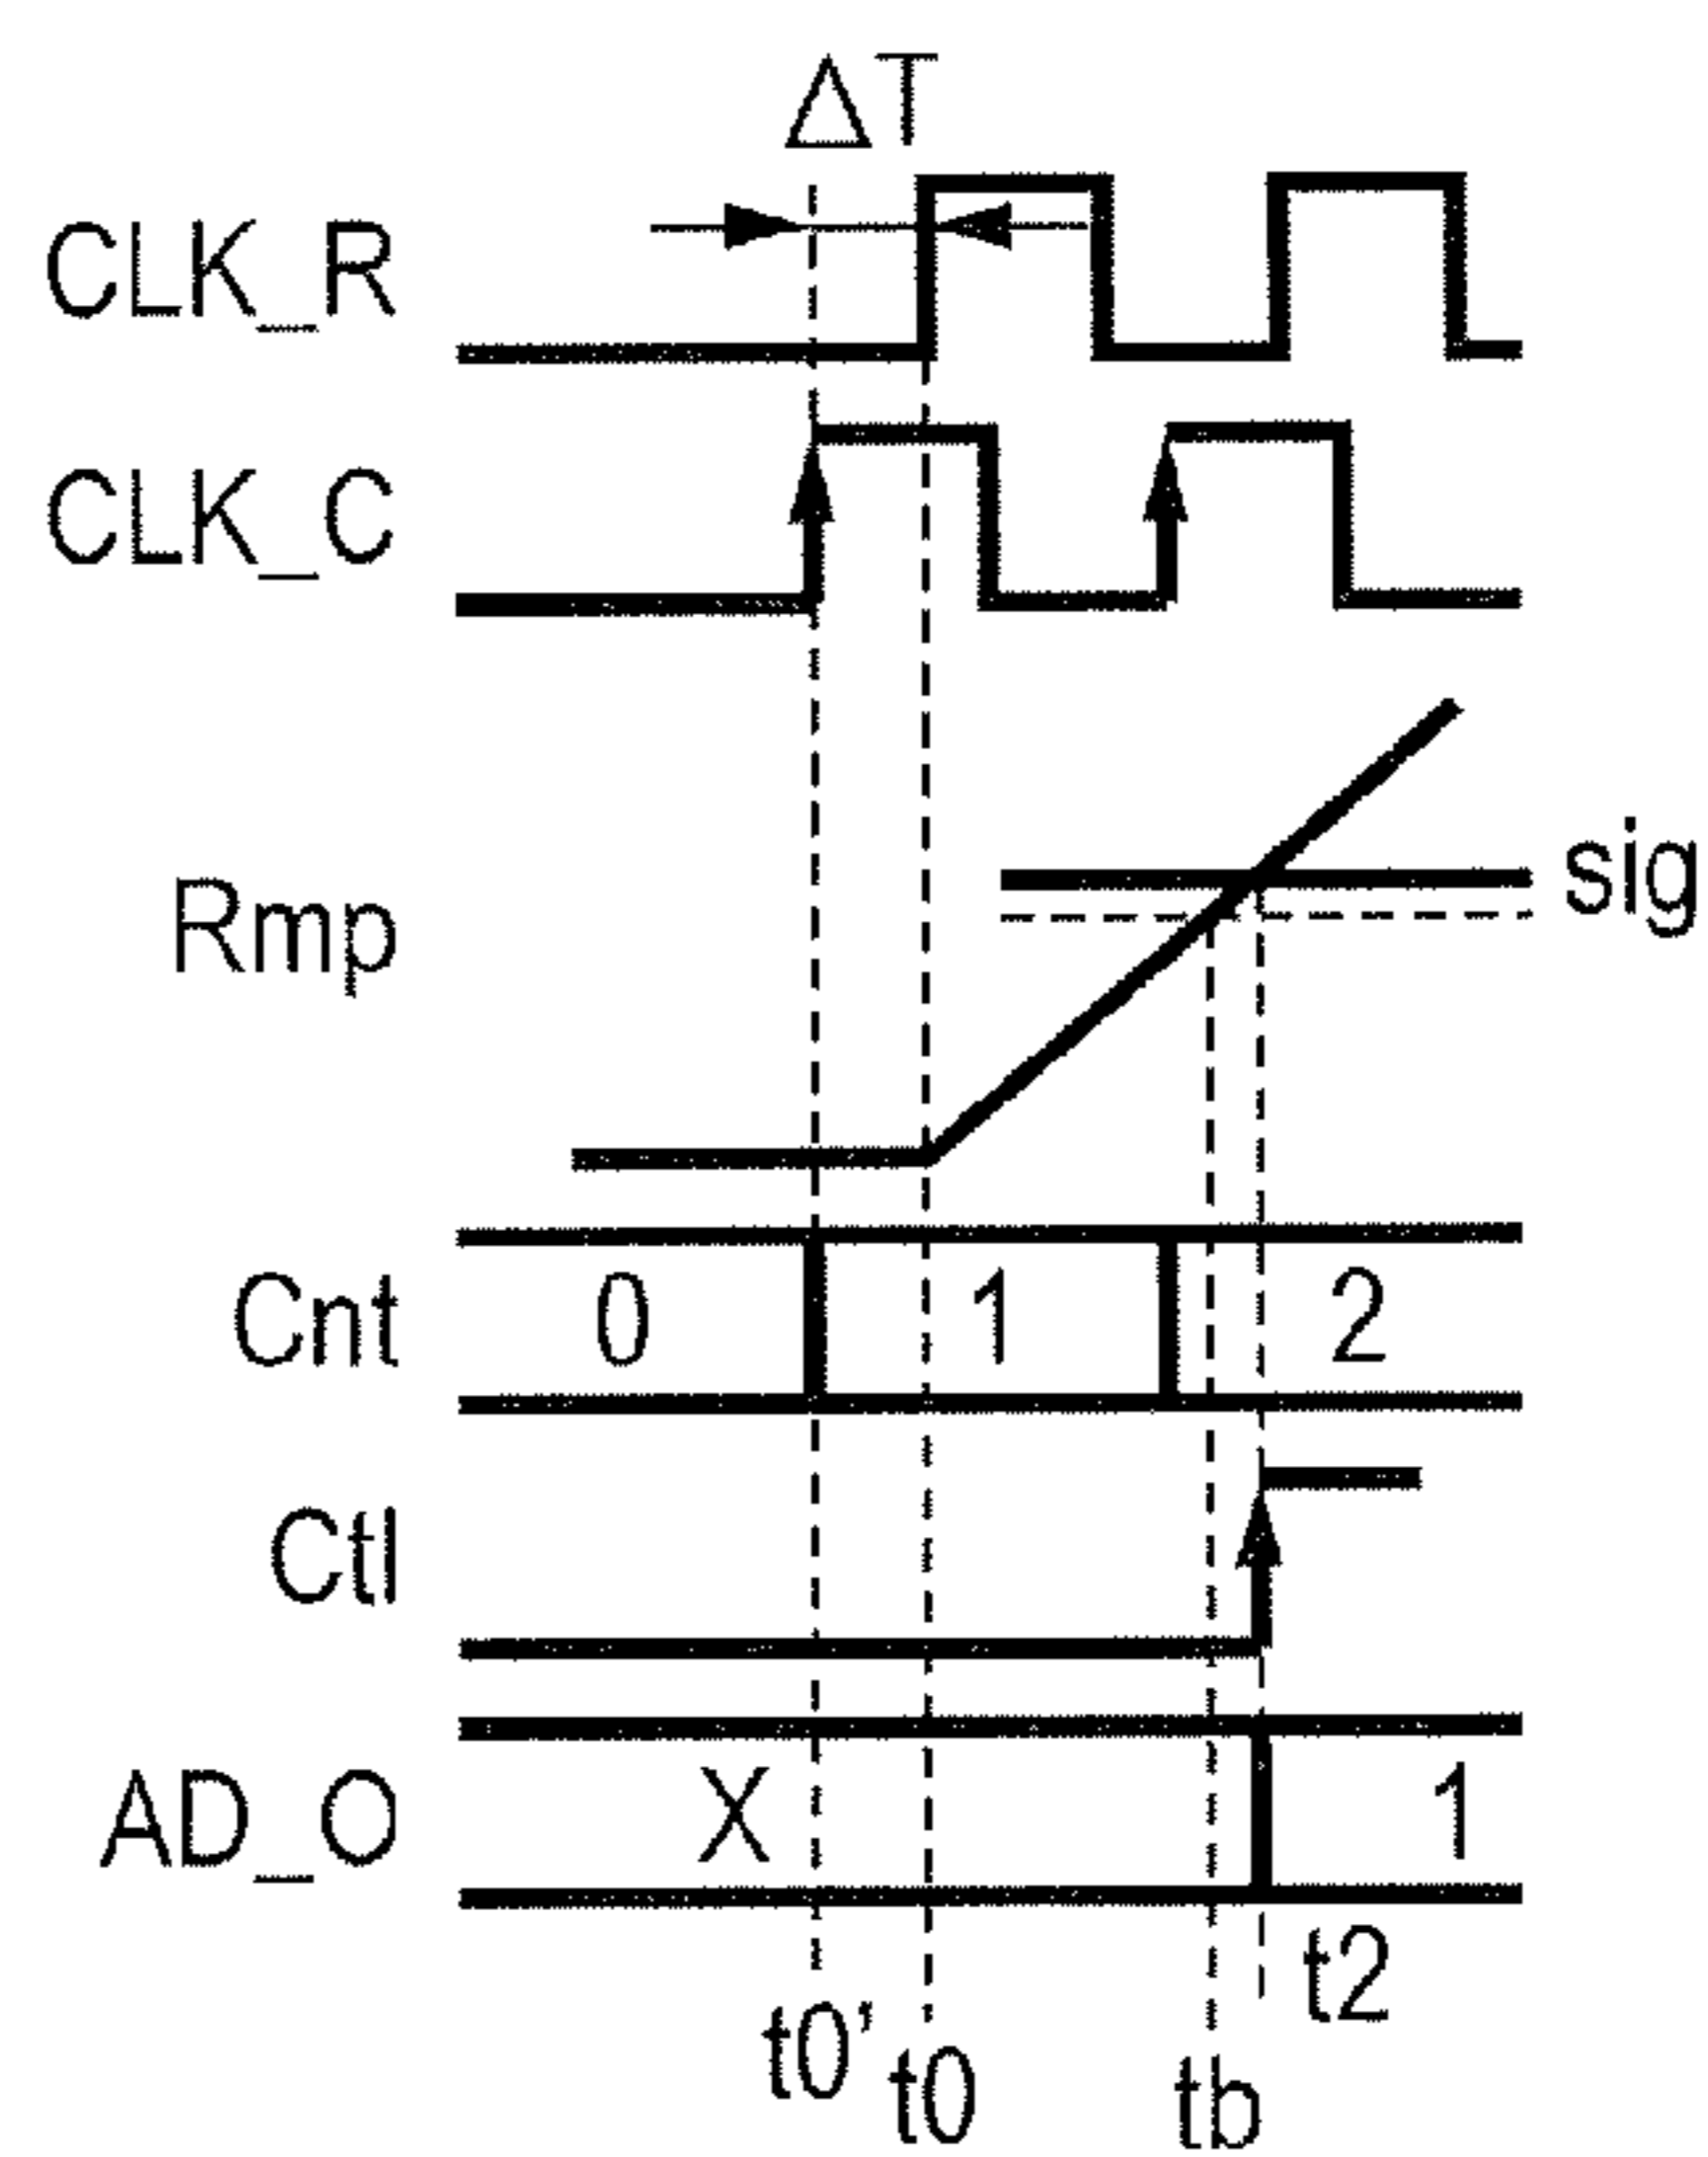 ΔT
CLK_R
CLK_C
Rmp
sig
Cnt
0 1 2
Ctl
AD_O
X 1
t0' t0 tb t2